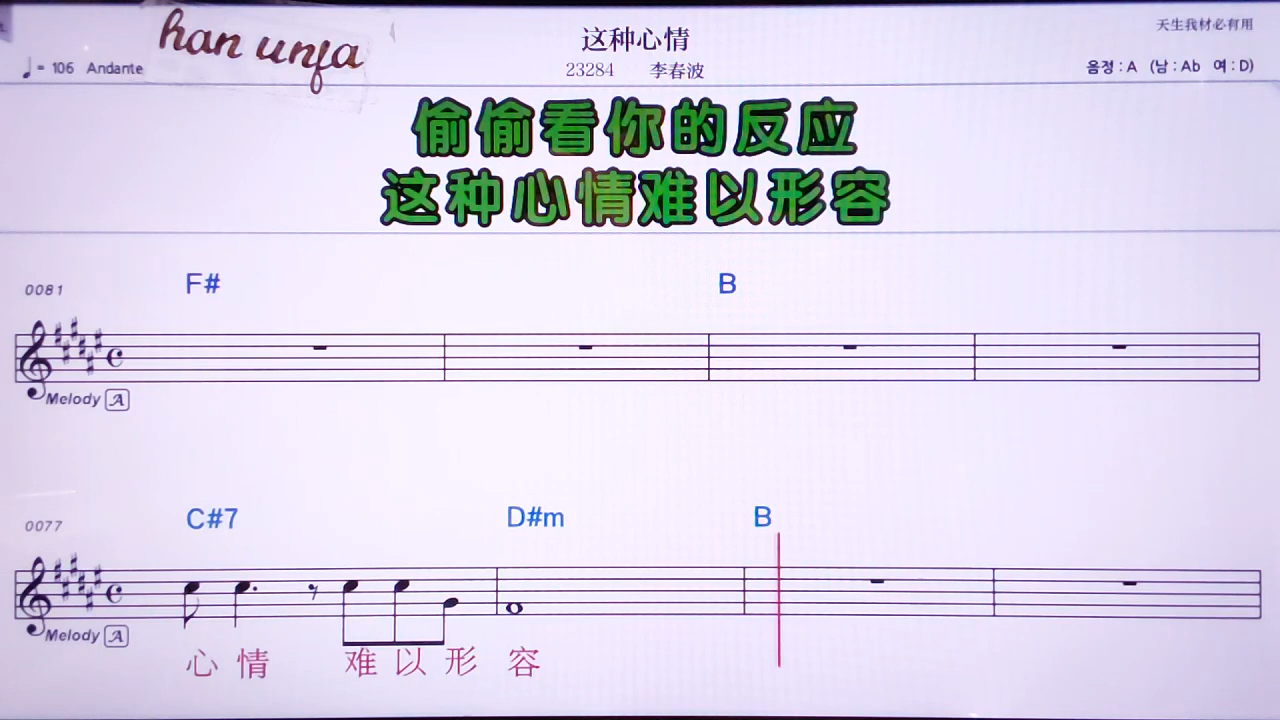 han unfa
这种心情
天生我材必有用
♩= 106 Andante
23284 李春波
음정 : A (남 : Ab 여 : D)
偷偷看你的反应
这种心情难以形容
0081
F# B
Melody A
0077
C#7 D#m B
Melody A
心 情 难 以 形 容